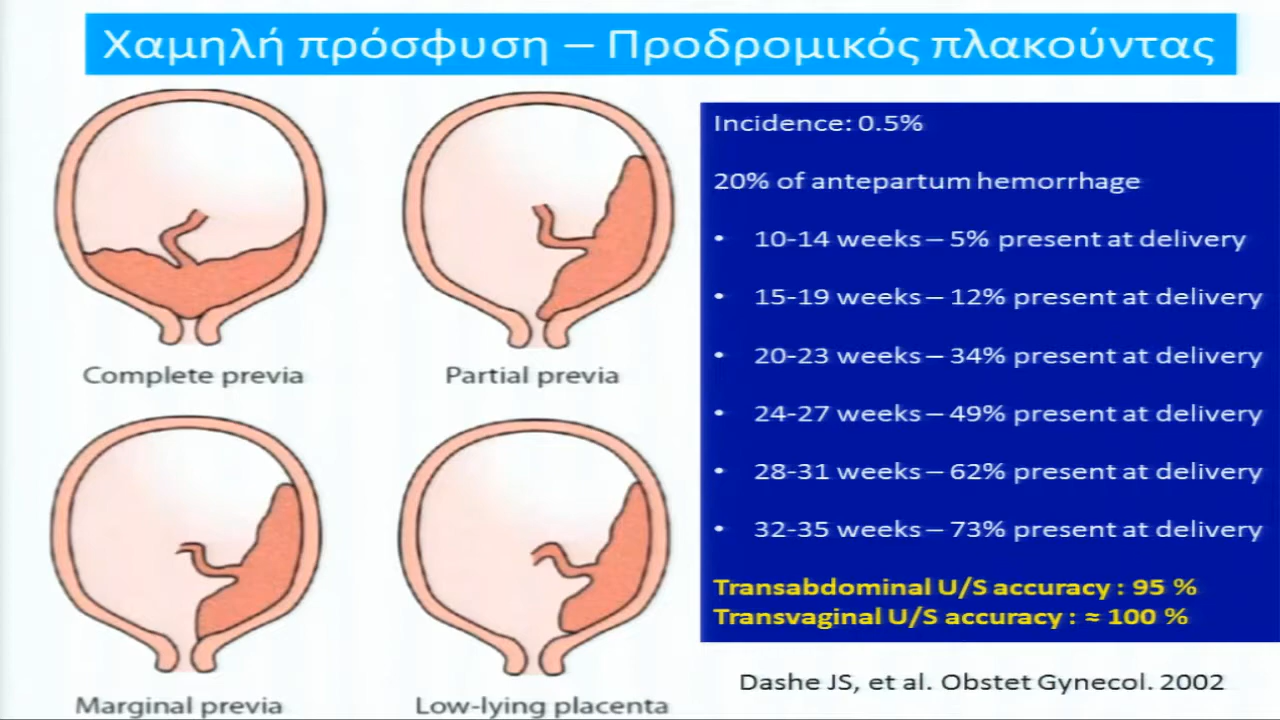 Χαμηλή πρόσφυση – Προδρομικός πλακούντας
Complete previa
Partial previa
Marginal previa
Low-lying placenta
Incidence: 0.5%
20% of antepartum hemorrhage
• 10-14 weeks – 5% present at delivery
• 15-19 weeks – 12% present at delivery
• 20-23 weeks – 34% present at delivery
• 24-27 weeks – 49% present at delivery
• 28-31 weeks – 62% present at delivery
• 32-35 weeks – 73% present at delivery
Transabdominal U/S accuracy : 95 %
Transvaginal U/S accuracy : ≈ 100 %
Dashe JS, et al. Obstet Gynecol. 2002